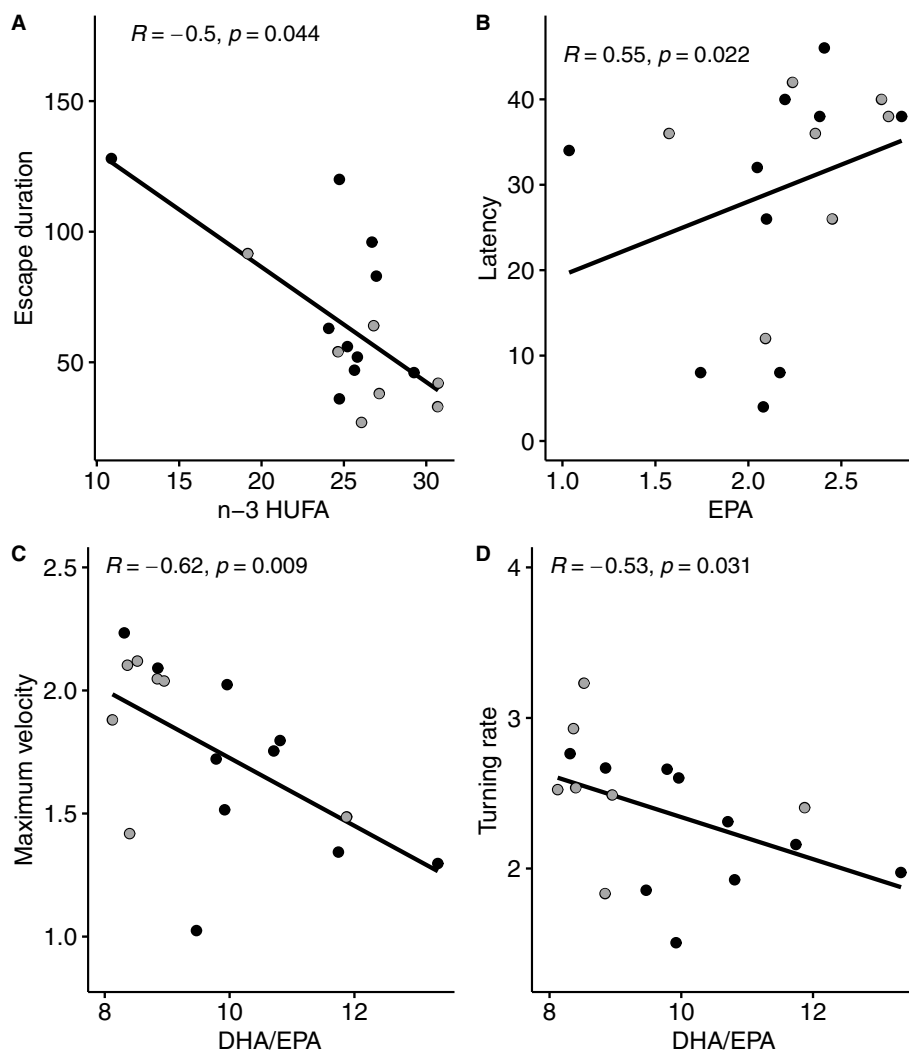 A
R = −0.5, p = 0.044
150
100
50
Escape duration
10 15 20 25 30
n−3 HUFA
B
R = 0.55, p = 0.022
40
30
20
10
0
Latency
1.0 1.5 2.0 2.5
EPA
C
R = −0.62, p = 0.009
2.5
2.0
1.5
1.0
Maximum velocity
8 10 12
DHA/EPA
D
R = −0.53, p = 0.031
4
3
2
Turning rate
8 10 12
DHA/EPA